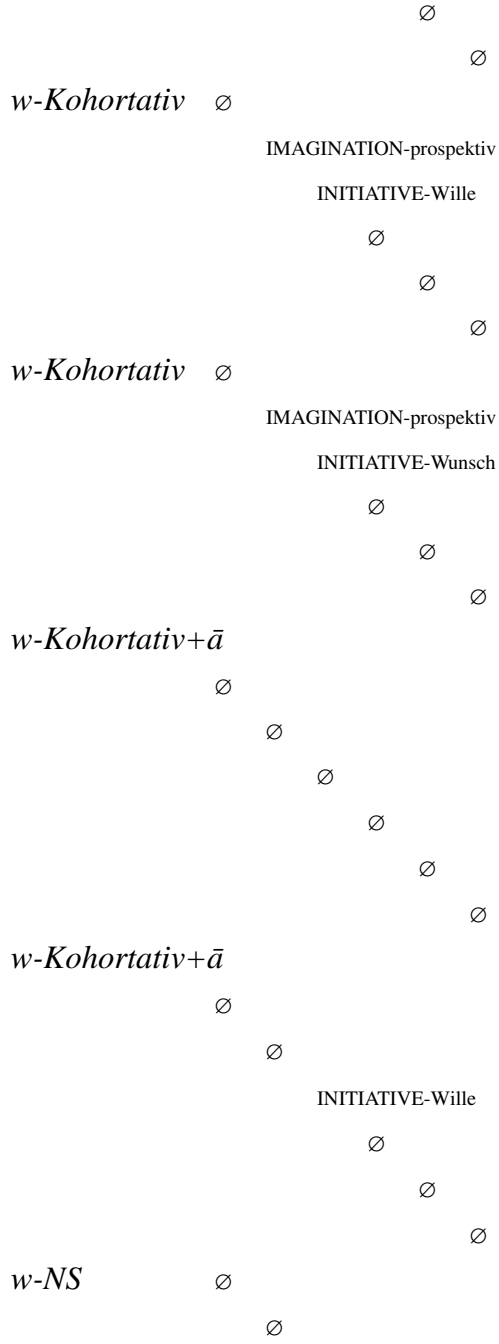 ∅
∅
w-Kohortativ ∅
IMAGINATION-prospektiv
INITIATIVE-Wille
∅
∅
∅
w-Kohortativ ∅
IMAGINATION-prospektiv
INITIATIVE-Wunsch
∅
∅
∅
w-Kohortativ+ā
∅
∅
∅
∅
∅
∅
w-Kohortativ+ā
∅
∅
INITIATIVE-Wille
∅
∅
∅
w-NS ∅
∅